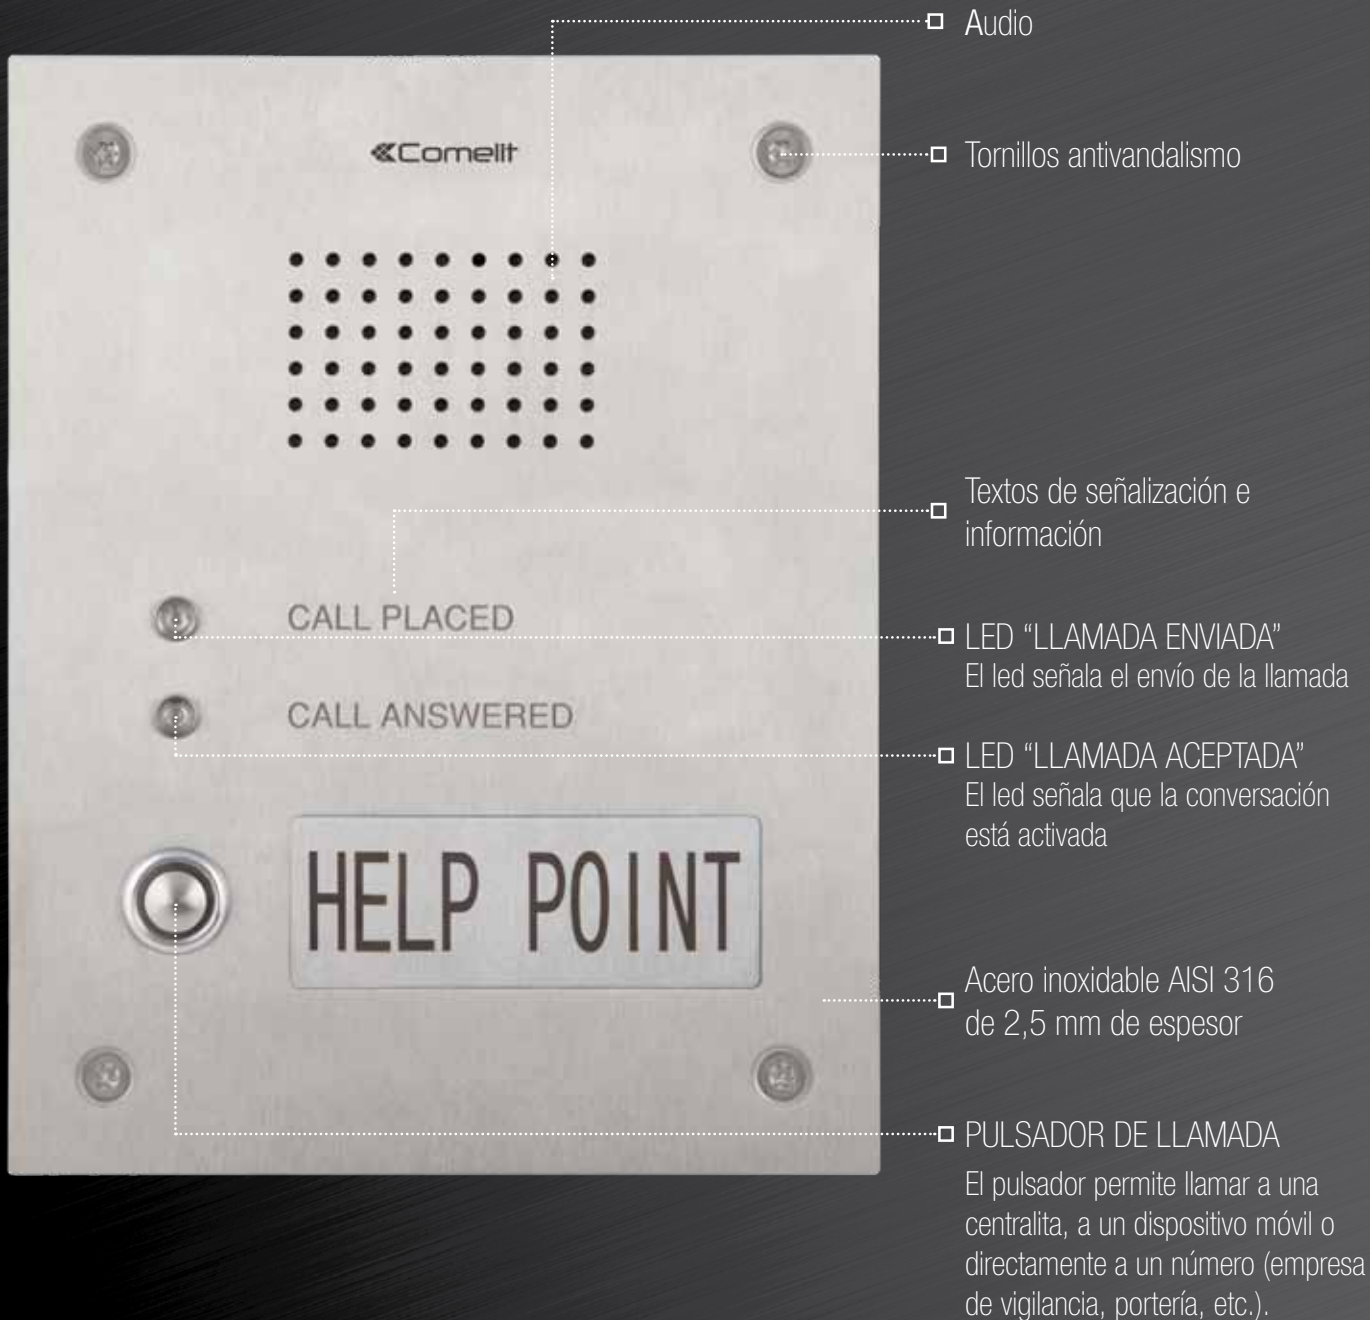 Audio
Comelit
Tornillos antivandalismo
Textos de señalización e
información
CALL PLACED
LED “LLAMADA ENVIADA”
El led señala el envío de la llamada
CALL ANSWERED
LED “LLAMADA ACEPTADA”
El led señala que la conversación
está activada
HELP POINT
Acero inoxidable AISI 316
de 2,5 mm de espesor
PULSADOR DE LLAMADA
El pulsador permite llamar a una
centralita, a un dispositivo móvil o
directamente a un número (empresa
de vigilancia, portería, etc.).